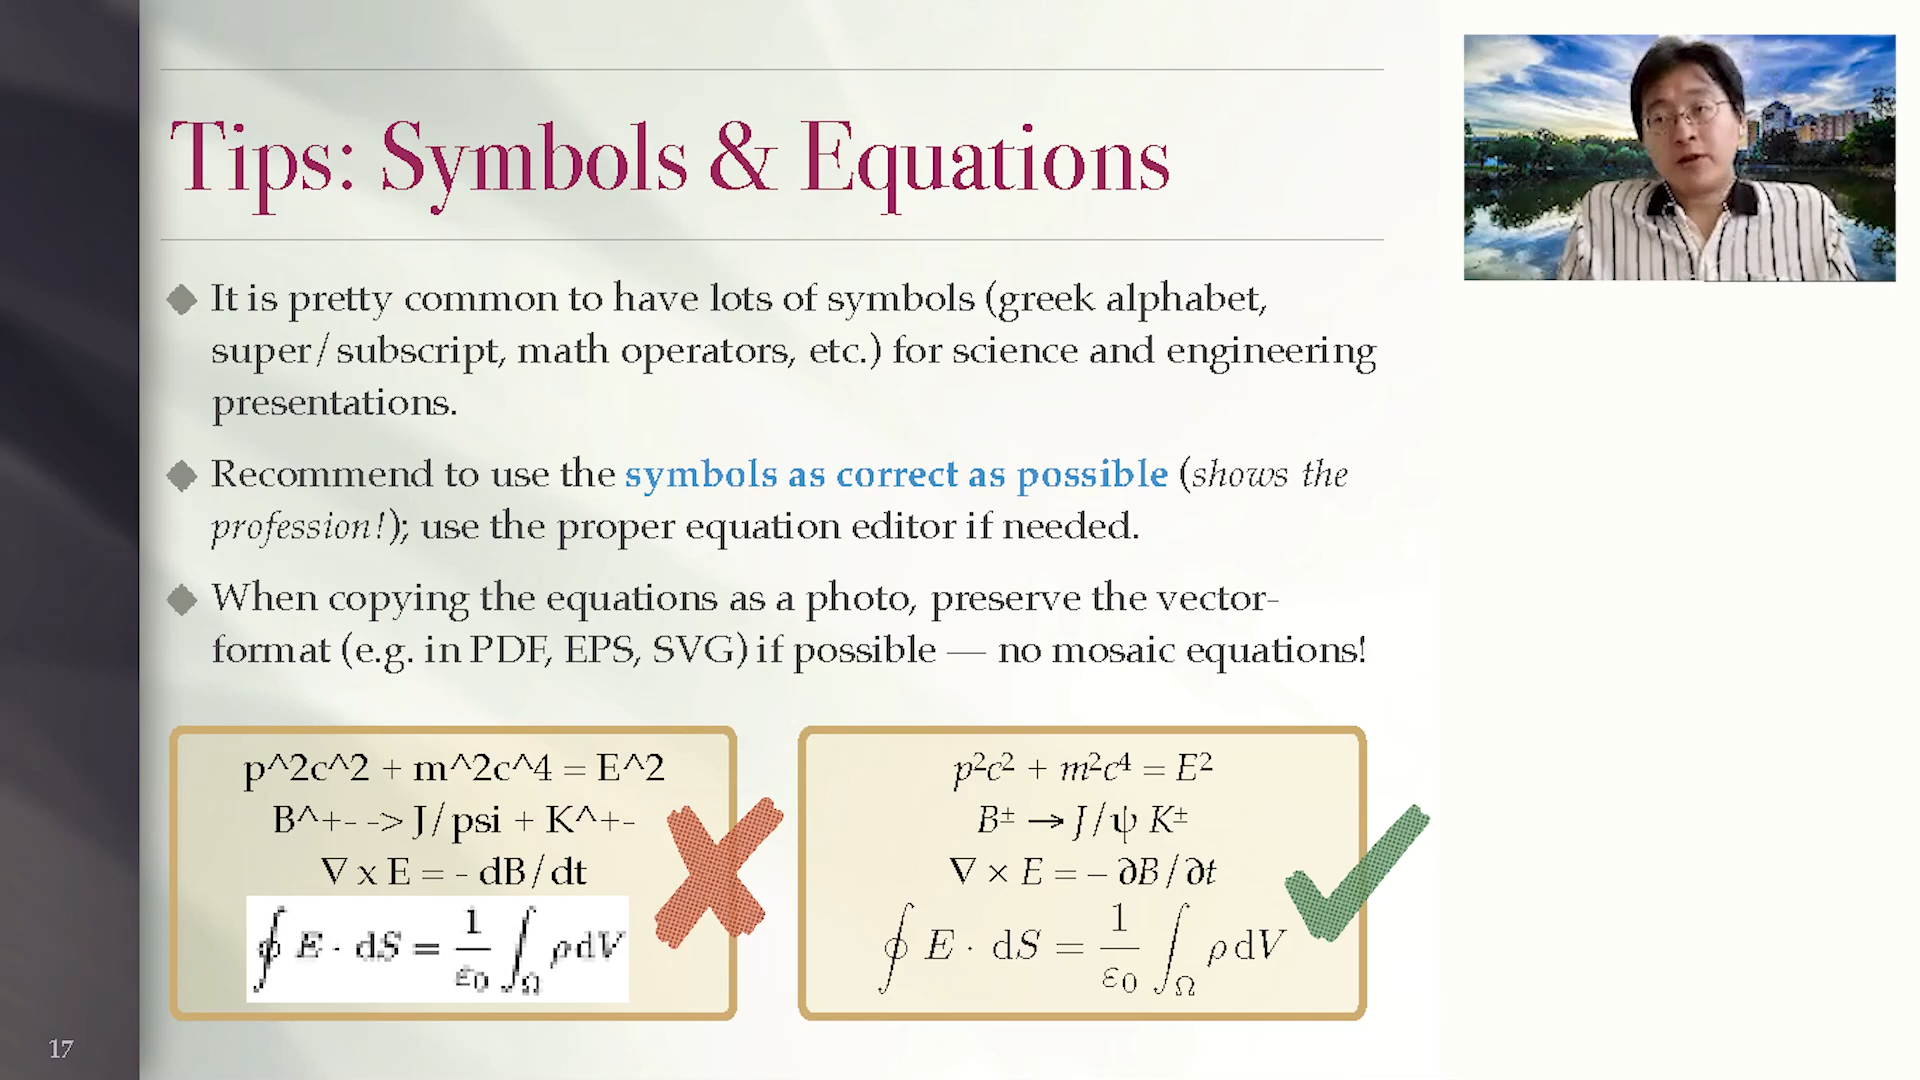 Tips: Symbols & Equations
It is pretty common to have lots of symbols (greek alphabet,
super/subscript, math operators, etc.) for science and engineering
presentations.
Recommend to use the symbols as correct as possible (shows the
profession!); use the proper equation editor if needed.
When copying the equations as a photo, preserve the vector-
format (e.g. in PDF, EPS, SVG) if possible — no mosaic equations!
p^2c^2 + m^2c^4 = E^2
B^+- -> J/psi + K^+-
∇ x E = - dB/dt
∮ E · dS = 1/ε₀ ∫_Ω ρ dV
p²c² + m²c⁴ = E²
B± → J/ψ K±
∇ × E = – ∂B/∂t
∮ E · dS = 1/ε₀ ∫_Ω ρ dV
17